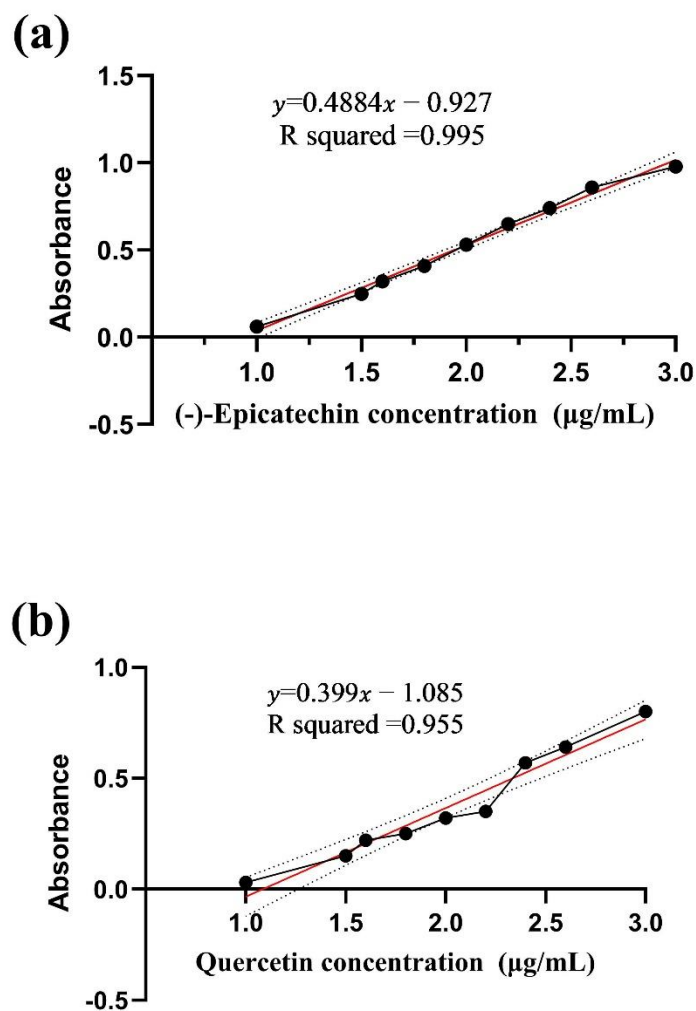 (a)
y=0.4884x − 0.927
R squared =0.995
1.5
1.0
0.5
0.0
-0.5
Absorbance
1.0 1.5 2.0 2.5 3.0
(-)-Epicatechin concentration (μg/mL)
(b)
y=0.399x − 1.085
R squared =0.955
1.0
0.5
0.0
-0.5
Absorbance
1.0 1.5 2.0 2.5 3.0
Quercetin concentration (μg/mL)